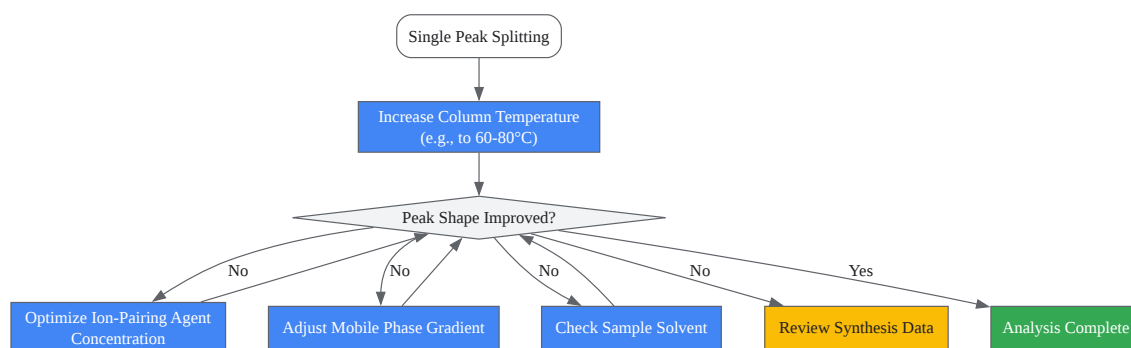 Single Peak Splitting
Increase Column Temperature
(e.g., to 60-80°C)
Peak Shape Improved?
No
No
No
No
Yes
Optimize Ion-Pairing Agent
Concentration
Adjust Mobile Phase Gradient
Check Sample Solvent
Review Synthesis Data
Analysis Complete